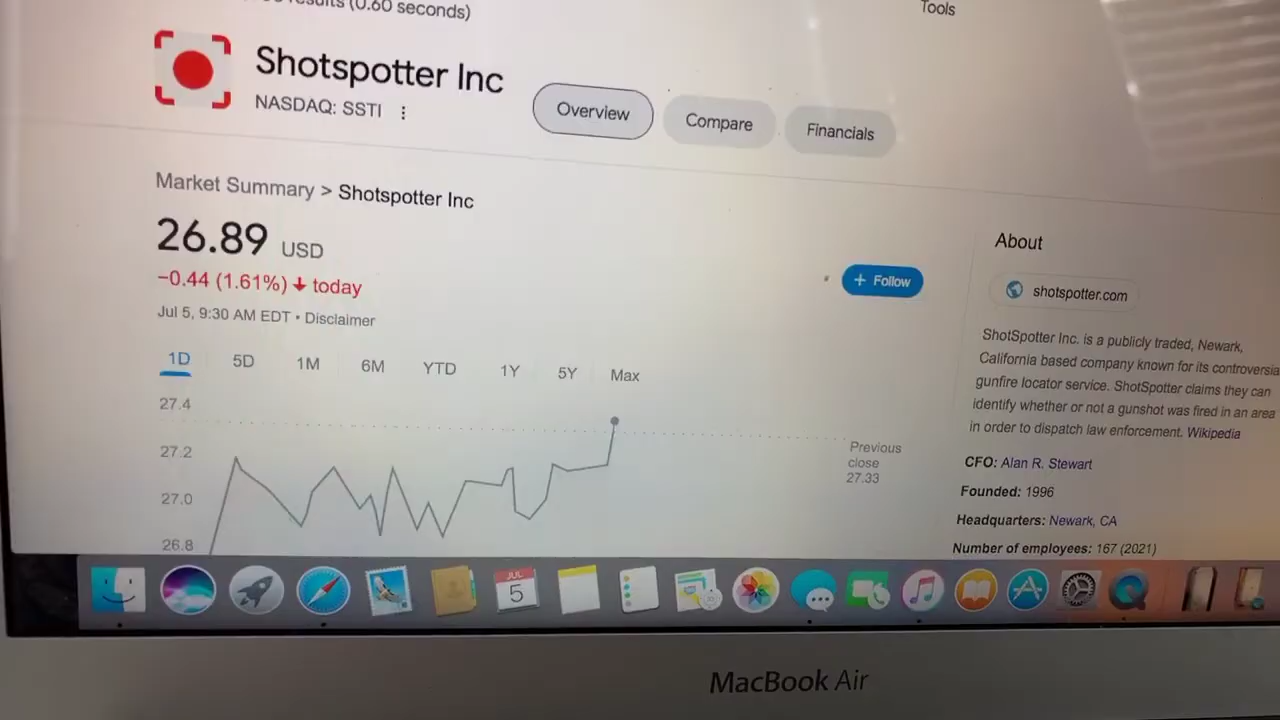 results (0.60 seconds)
Tools
Shotspotter Inc
NASDAQ: SSTI
Overview
Compare
Financials
Market Summary > Shotspotter Inc
26.89 USD
−0.44 (1.61%) ↓ today
Jul 5, 9:30 AM EDT • Disclaimer
+ Follow
1D 5D 1M 6M YTD 1Y 5Y Max
27.4
27.2
27.0
26.8
Previous
close
27.33
About
shotspotter.com
ShotSpotter Inc. is a publicly traded, Newark,
California based company known for its controversia
gunfire locator service. ShotSpotter claims they can
identify whether or not a gunshot was fired in an area
in order to dispatch law enforcement. Wikipedia
CFO: Alan R. Stewart
Founded: 1996
Headquarters: Newark, CA
Number of employees: 167 (2021)
JUL
5
MacBook Air